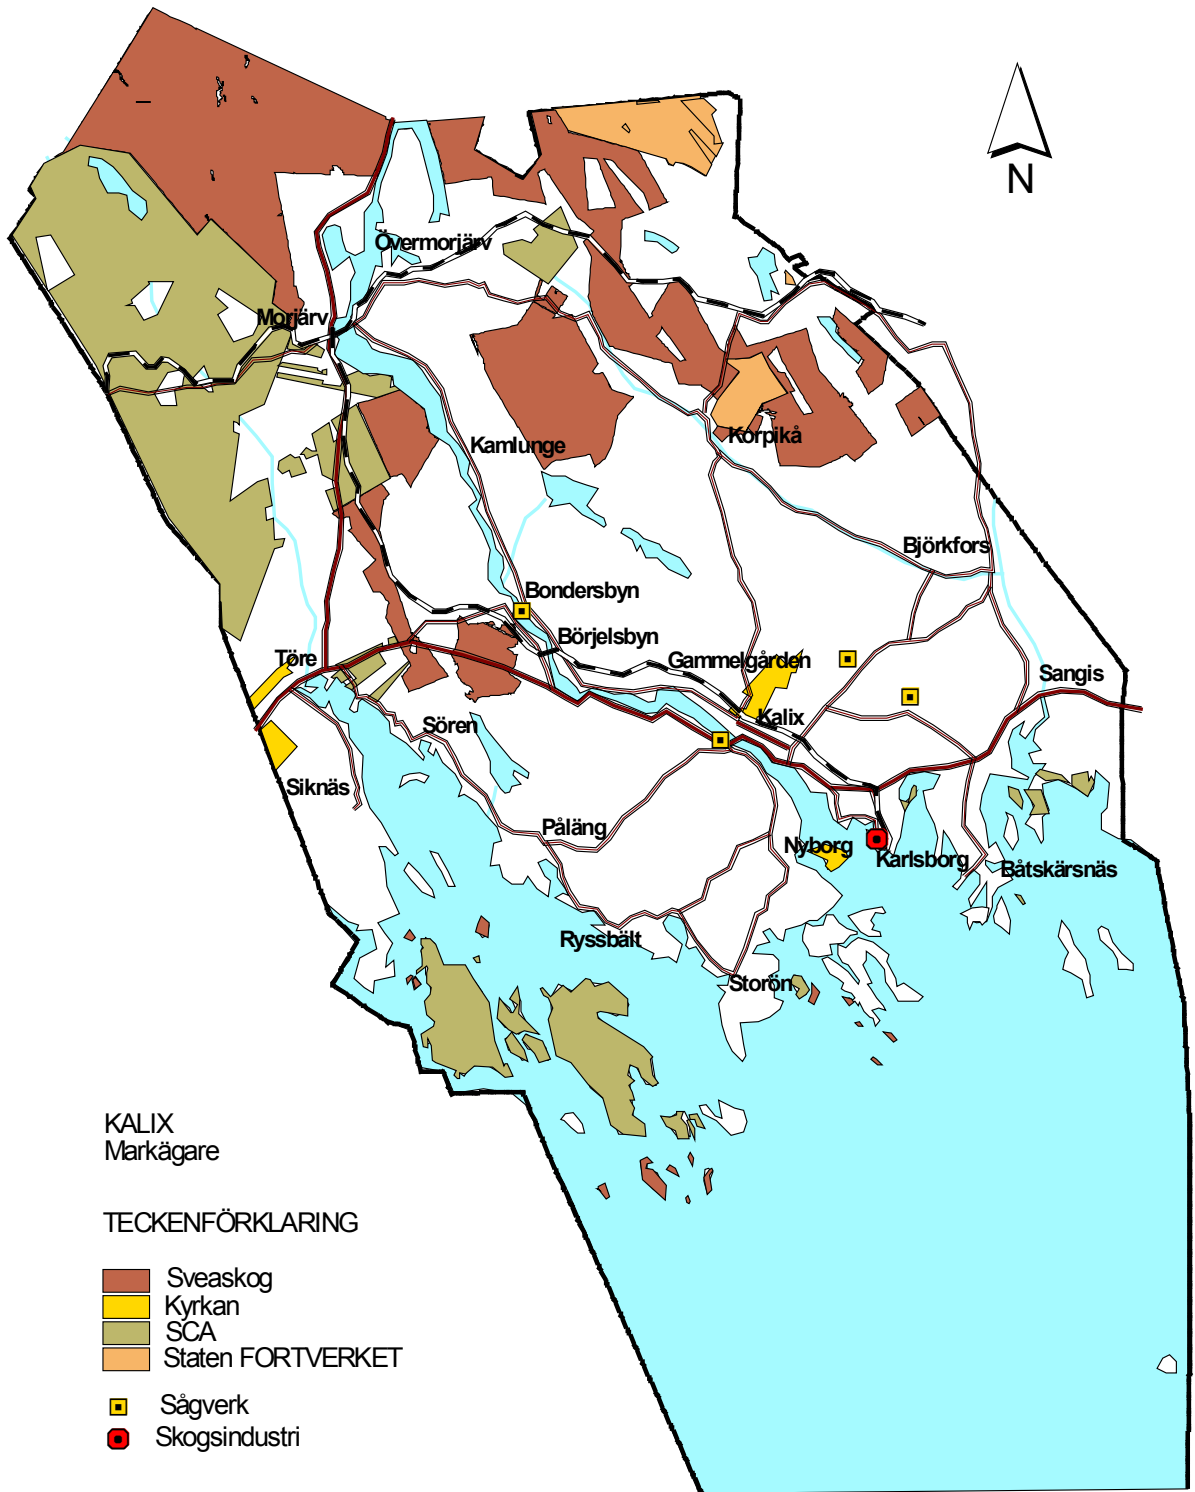 N
Övermorjärv
Morjärv
Kamlunge
Korpikå
Björkfors
Bondersbyn
Börjelsbyn
Töre
Gammelgården
Sangis
Kalix
Sören
Siknäs
Påläng
Nyborg
Karlsborg
Båtskärsnäs
Ryssbält
Storön
KALIX
Markägare
TECKENFÖRKLARING
Sveaskog
Kyrkan
SCA
Staten FORTVERKET
Sågverk
Skogsindustri